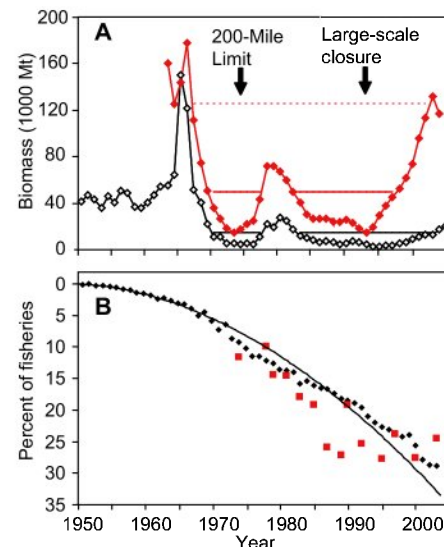 A
200-Mile
Limit
Large-scale
closure
Biomass (1000 Mt)
200
160
120
80
40
0
B
Percent of fisheries
0
5
10
15
20
25
30
35
1950 1960 1970 1980 1990 2000
Year